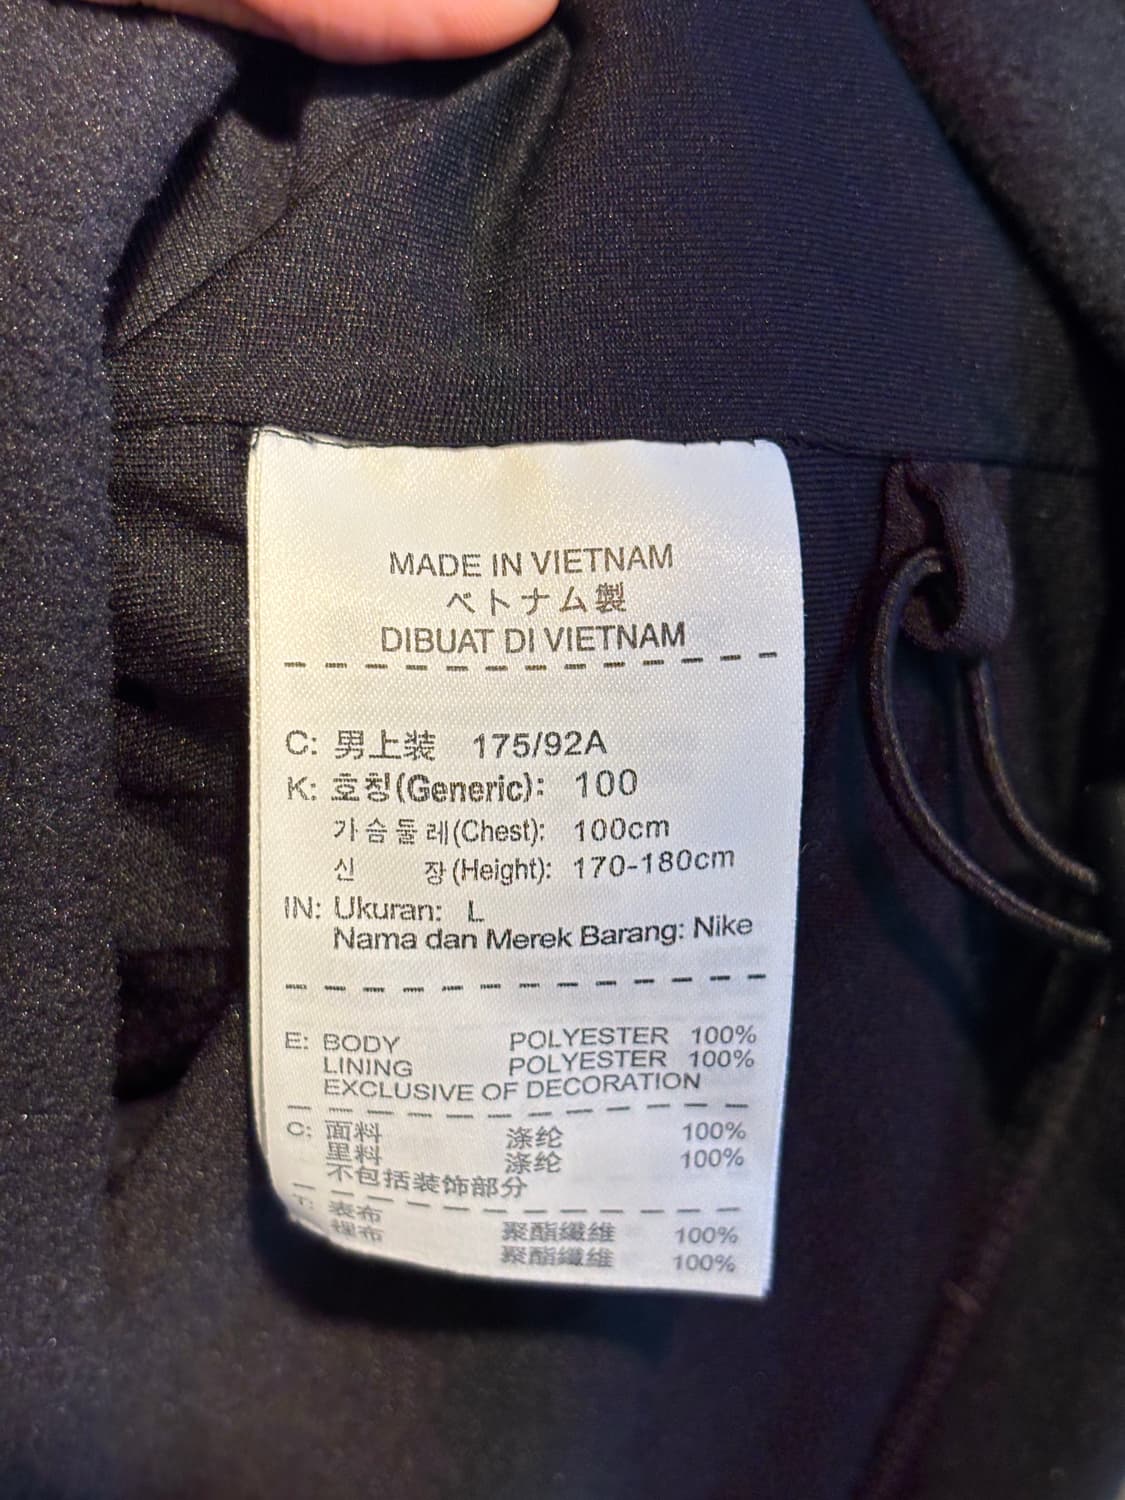 MADE IN VIETNAM
ベトナム製
DIBUAT DI VIETNAM
C: 男上装 175/92A
K: 호칭(Generic): 100
가슴둘레(Chest): 100cm
신 장(Height): 170-180cm
IN: Ukuran: L
Nama dan Merek Barang: Nike
E: BODY POLYESTER 100%
LINING POLYESTER 100%
EXCLUSIVE OF DECORATION
C: 面料 涤纶 100%
里料 涤纶 100%
不包括装饰部分
T: 表布 聚酯纖維 100%
裡布 聚酯纖維 100%